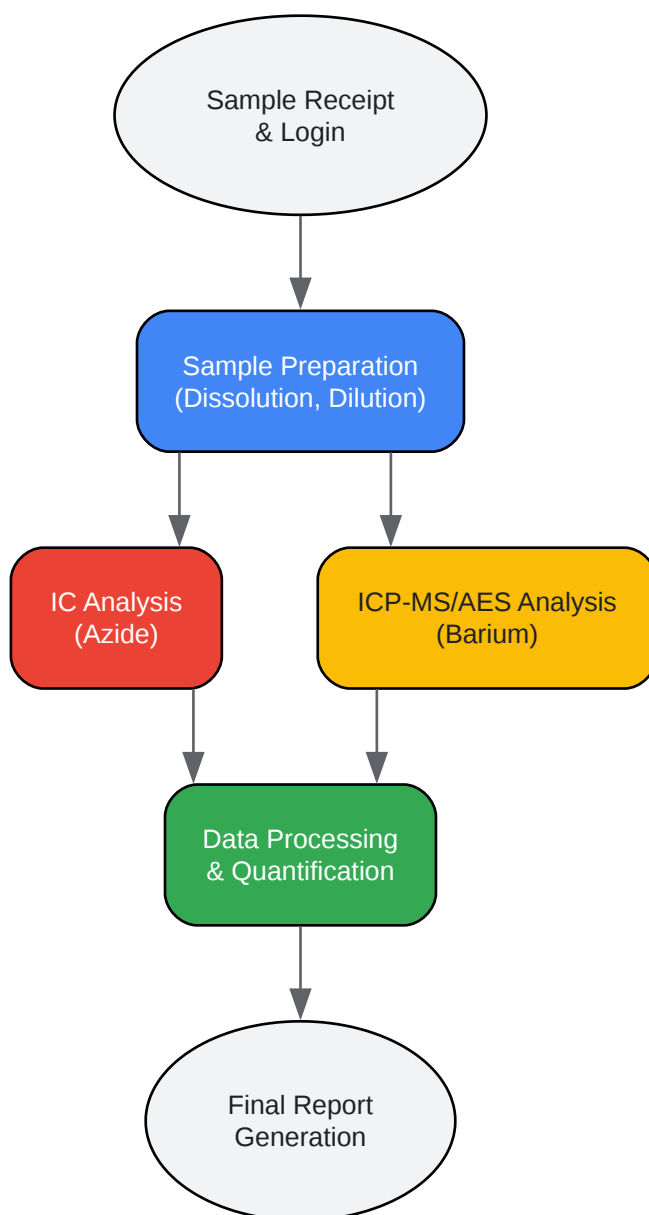 Sample Receipt
& Login
Sample Preparation
(Dissolution, Dilution)
IC Analysis
(Azide)
ICP-MS/AES Analysis
(Barium)
Data Processing
& Quantification
Final Report
Generation